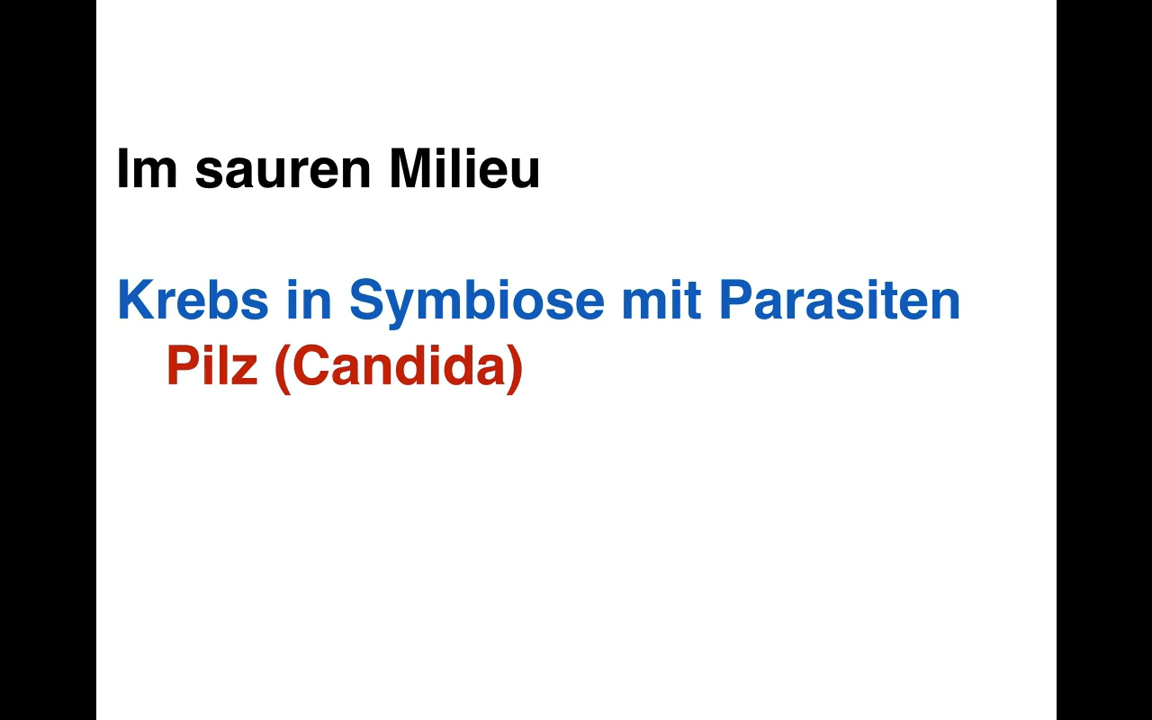 Im sauren Milieu
Krebs in Symbiose mit Parasiten
Pilz (Candida)